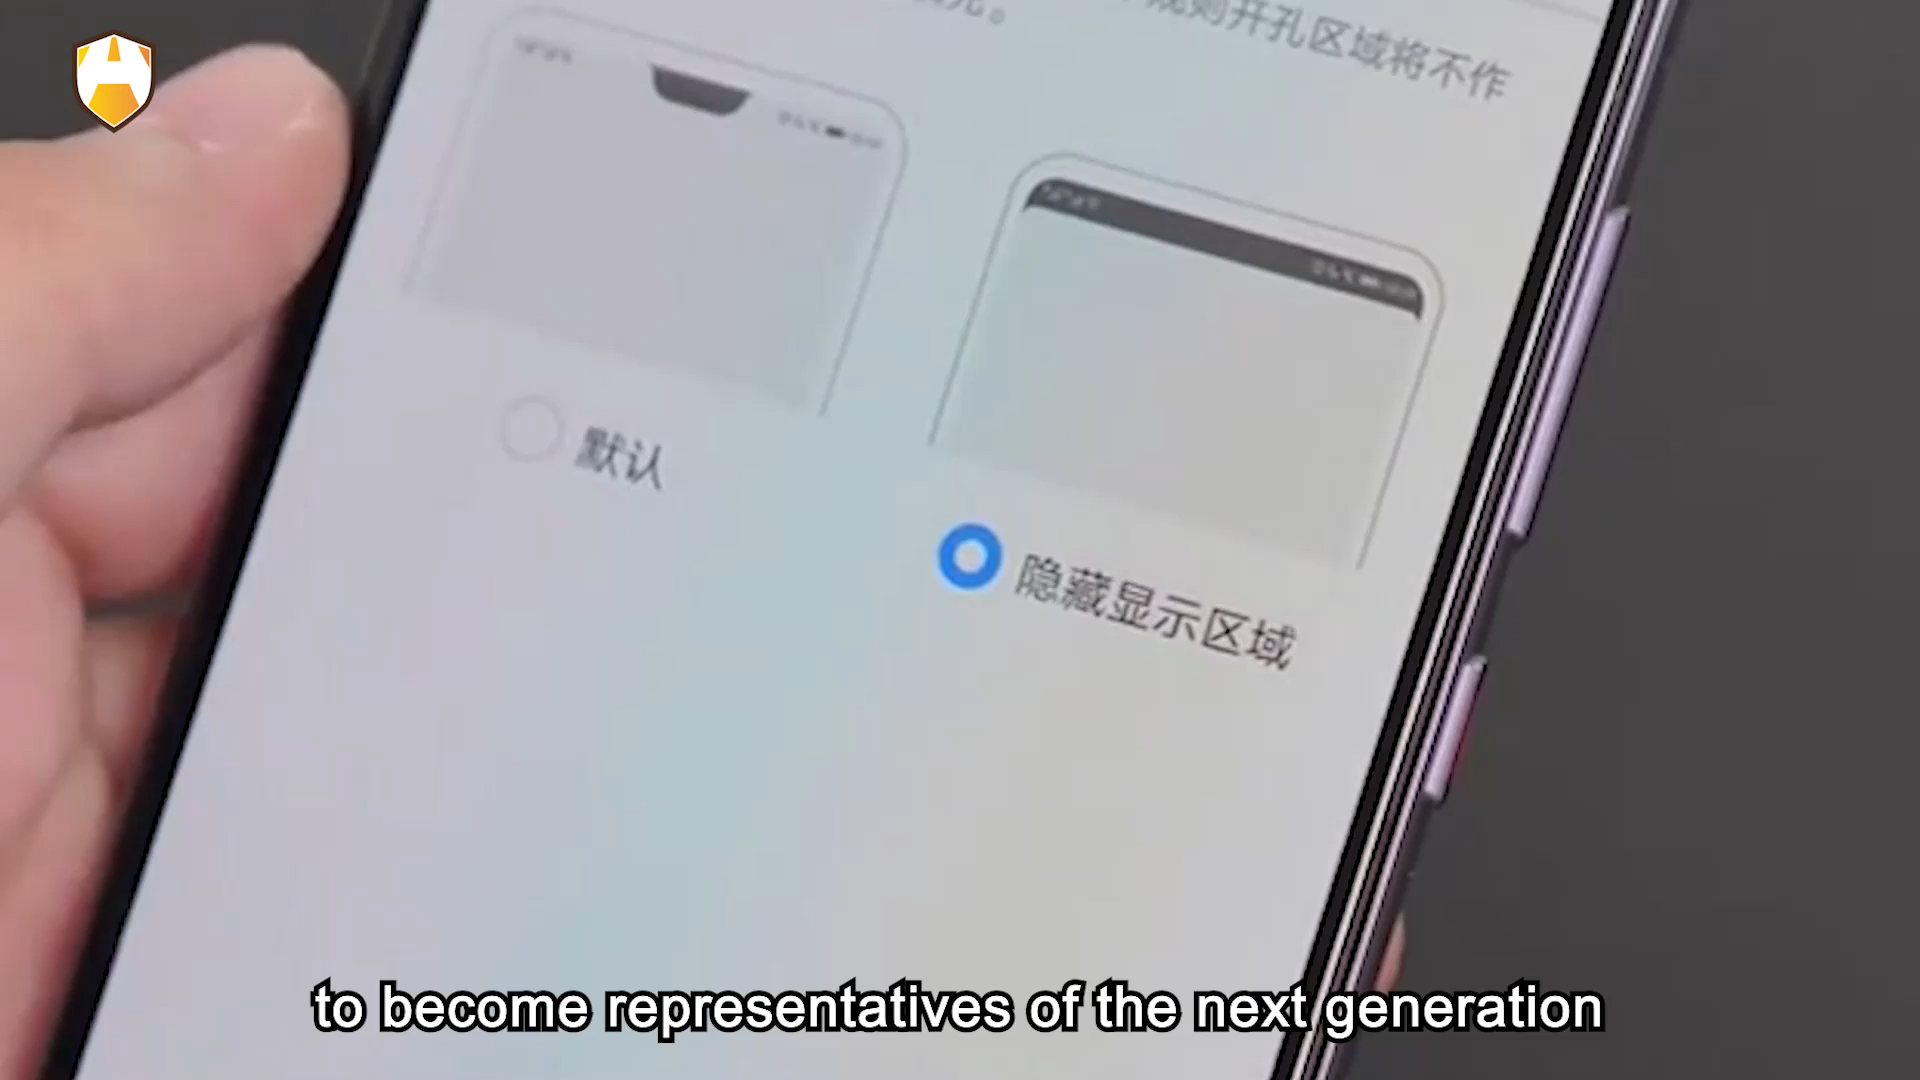 规则开孔区域将不作
默认
隐藏显示区域
to become representatives of the next generation